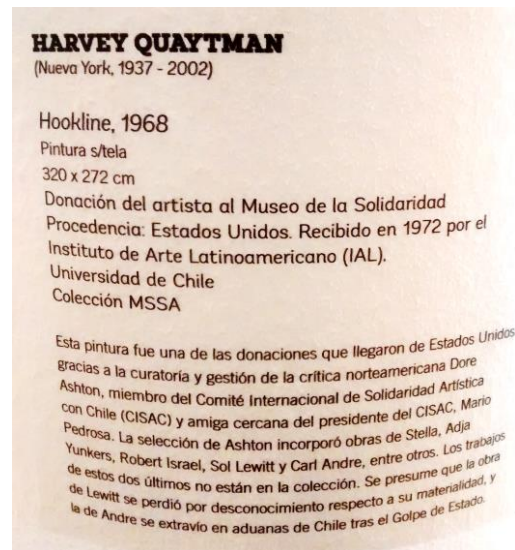 HARVEY QUAYTMAN
(Nueva York, 1937 - 2002)
Hookline, 1968
Pintura s/tela
320 x 272 cm
Donación del artista al Museo de la Solidaridad
Procedencia: Estados Unidos. Recibido en 1972 por el
Instituto de Arte Latinoamericano (IAL).
Universidad de Chile
Colección MSSA
Esta pintura fue una de las donaciones que llegaron de Estados Unidos
gracias a la curatoría y gestión de la crítica norteamericana Dore
Ashton, miembro del Comité Internacional de Solidaridad Artística
con Chile (CISAC) y amiga cercana del presidente del CISAC, Mario
Pedrosa. La selección de Ashton incorporó obras de Stella, Adja
Yunkers, Robert Israel, Sol Lewitt y Carl Andre, entre otros. Los trabajos
de estos dos últimos no están en la colección. Se presume que la obra
de Lewitt se perdió por desconocimiento respecto a su materialidad, y
la de Andre se extravío en aduanas de Chile tras el Golpe de Estado.